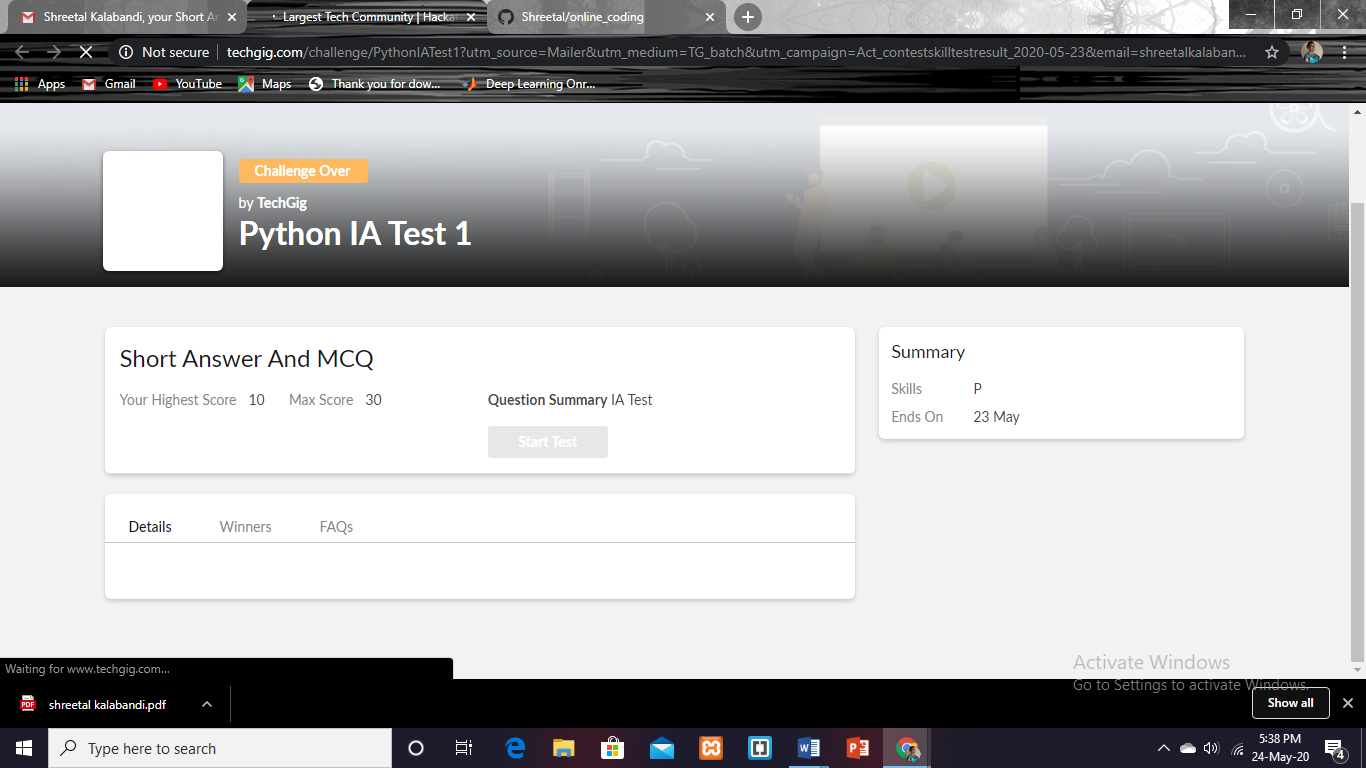 Shreetal Kalabandi, your Short A
Largest Tech Community | Hacka
Shreetal/online_coding
Not secure
techgig.com/challenge/PythonIATest1?utm_source=Mailer&utm_medium=TG_batch&utm_campaign=Act_contestskilltestresult_2020-05-23&email=shreetalkalaban...
Apps
Gmail
YouTube
Maps
Thank you for dow...
Deep Learning Onr...
Challenge Over
by TechGig
Python IA Test 1
Short Answer And MCQ
Your Highest Score 10 Max Score 30
Question Summary IA Test
Start Test
Summary
Skills P
Ends On 23 May
Details Winners FAQs
Waiting for www.techgig.com...
Activate Windows
Go to Settings to activate Windows.
PDF
shreetal kalabandi.pdf
Show all
Type here to search
5:38 PM
24-May-20
4